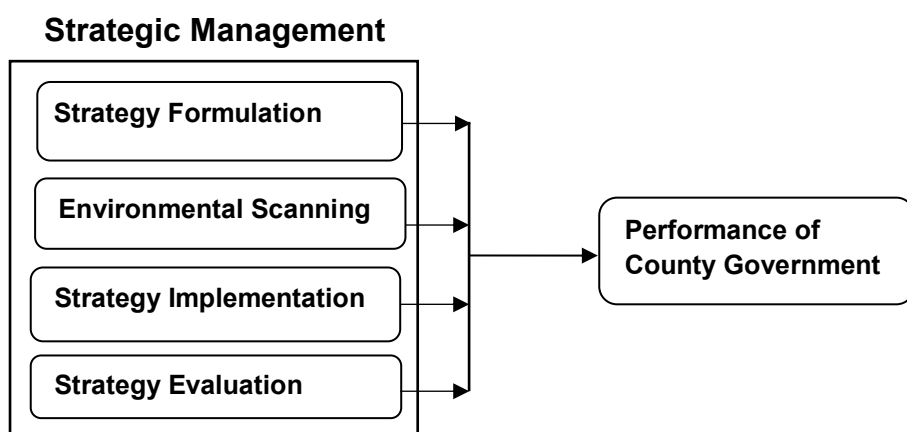 Strategic Management
Strategy Formulation
Environmental Scanning
Strategy Implementation
Strategy Evaluation
Performance of
County Government